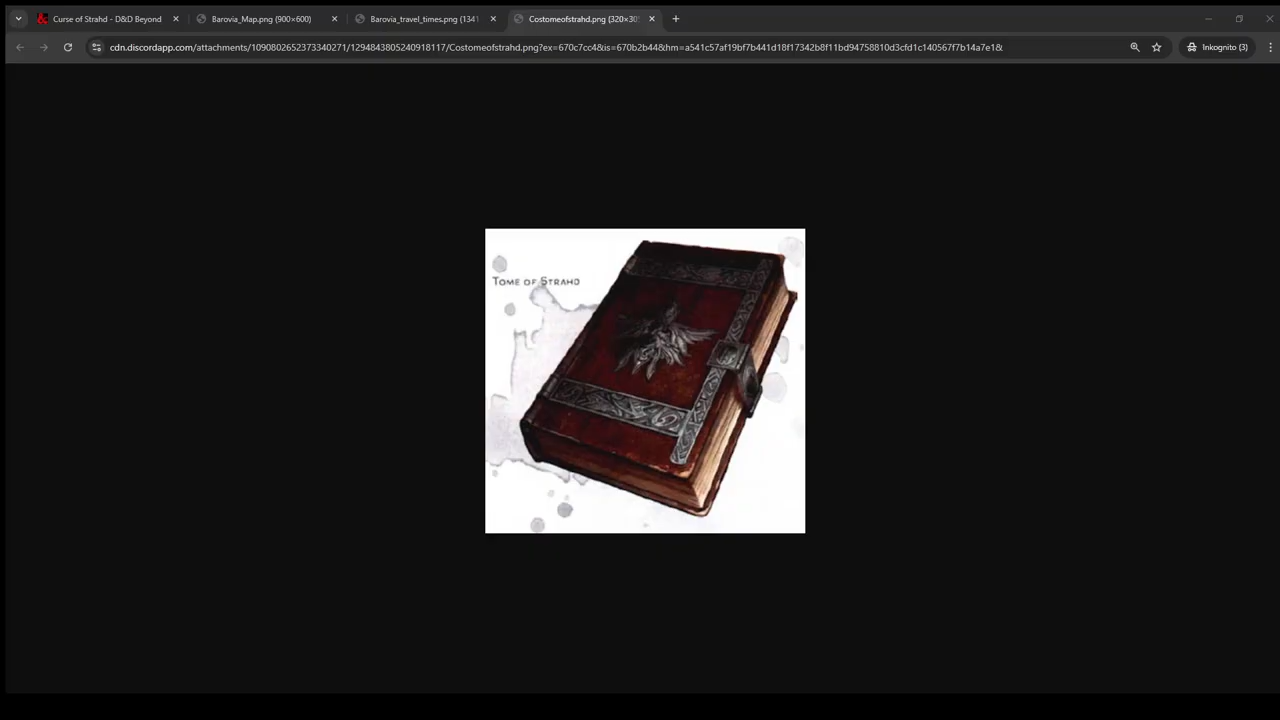 Curse of Strahd - D&D Beyond
Barovia_Map.png (900×600)
Barovia_travel_times.png (1341
Costomeofstrahd.png (320×305
cdn.discordapp.com/attachments/1090802652373340271/1294843805240918117/Costomeofstrahd.png?ex=670c7cc4&is=670b2b44&hm=a541c57af19bf7b441d18f17342b8f11bd94758810d3cfd1c140567f7b14a7e1&
Inkognito (3)
Tome of Strahd